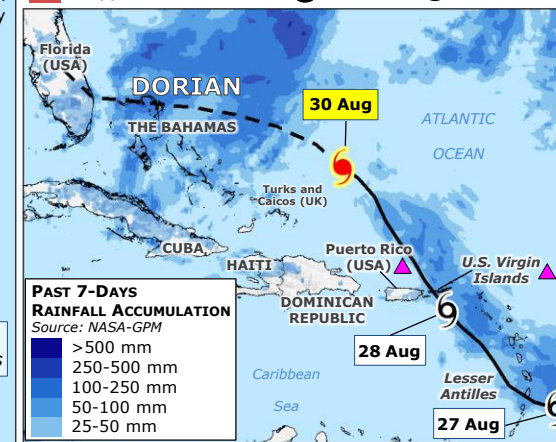 Florida
(USA)
DORIAN
30 Aug
THE BAHAMAS
ATLANTIC
OCEAN
Turks and
Caicos (UK)
CUBA
HAITI
Puerto Rico
(USA)
U.S. Virgin
Islands
DOMINICAN
REPUBLIC
28 Aug
Caribbean
Sea
Lesser
Antilles
27 Aug
PAST 7-DAYS
RAINFALL ACCUMULATION
Source: NASA-GPM
>500 mm
250-500 mm
100-250 mm
50-100 mm
25-50 mm